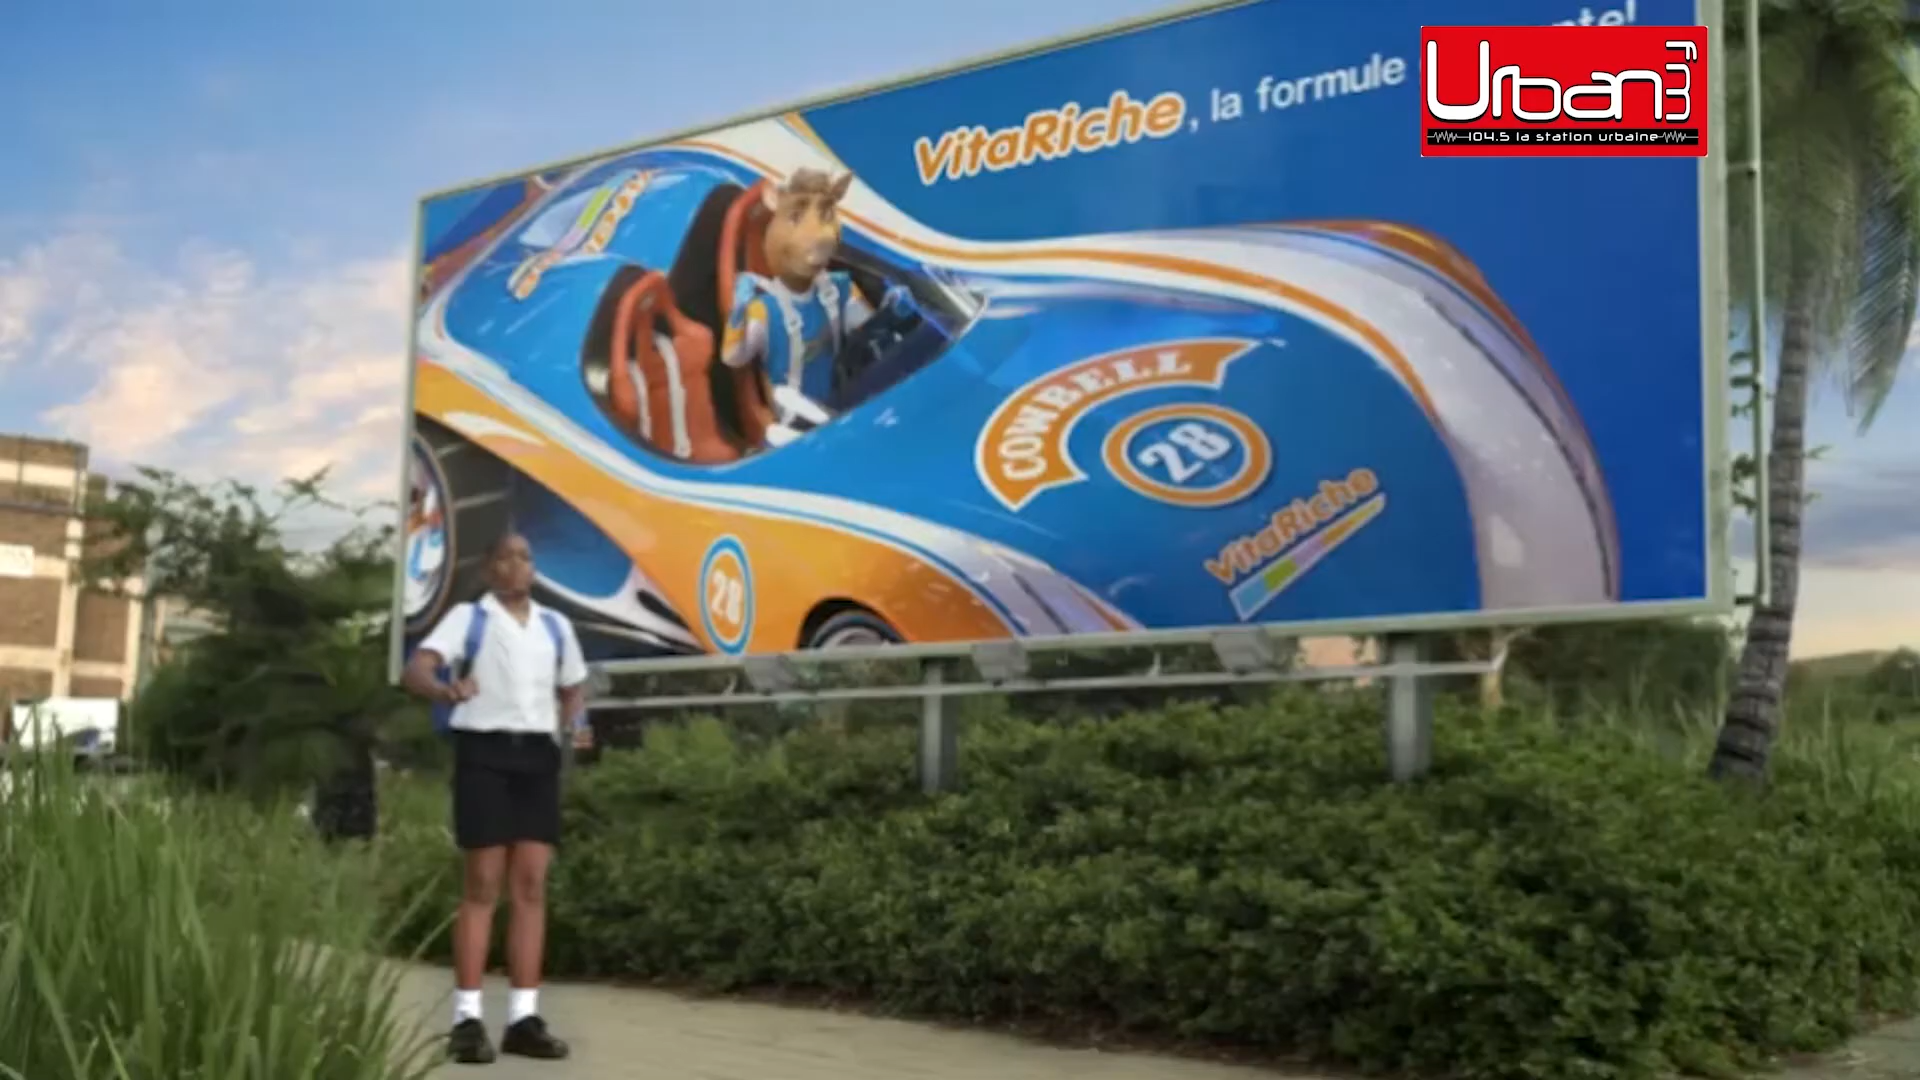 VitaRiche, la formule
Urban fm
104.5 la station urbaine
COWBELL
28
VitaRiche
28